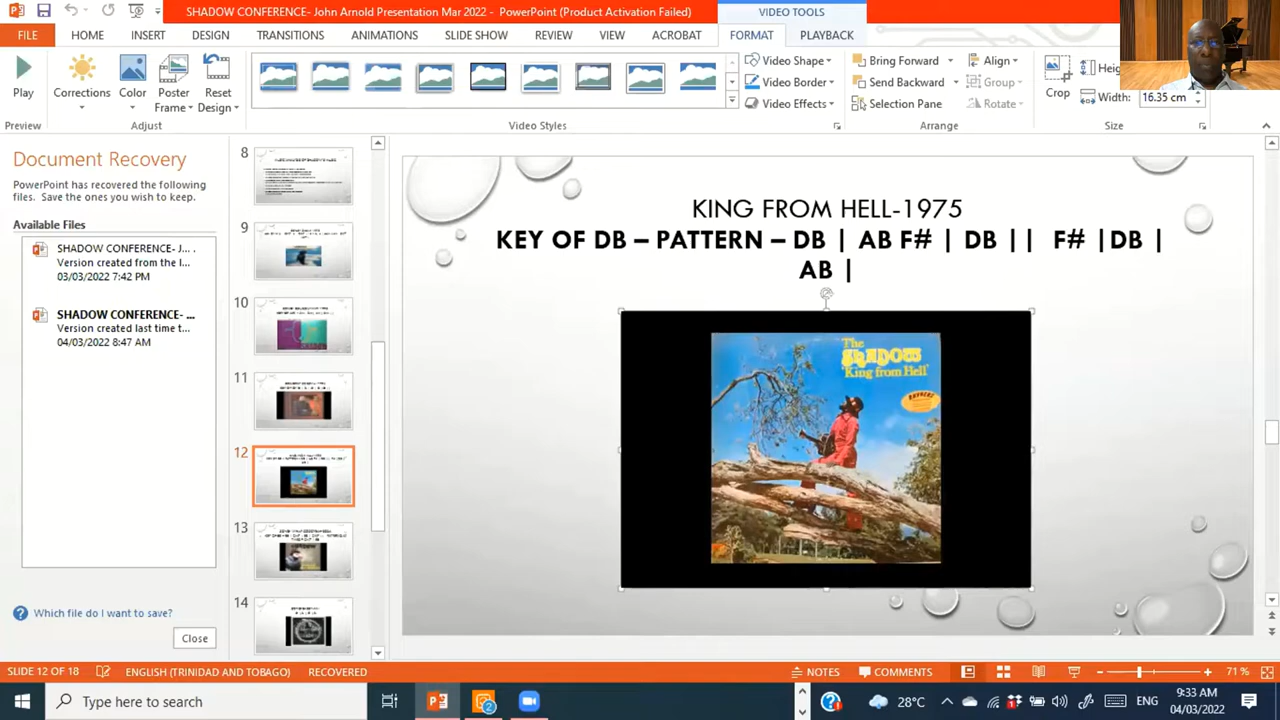 SHADOW CONFERENCE- John Arnold Presentation Mar 2022 - PowerPoint (Product Activation Failed)
VIDEO TOOLS
FILE HOME INSERT DESIGN TRANSITIONS ANIMATIONS SLIDE SHOW REVIEW VIEW ACROBAT FORMAT PLAYBACK
Play
Corrections
Color
Poster
Frame
Reset
Design
Video Shape
Video Border
Video Effects
Bring Forward
Send Backward
Selection Pane
Align
Group
Rotate
Crop
Width: 16.35 cm
Preview
Adjust
Video Styles
Arrange
Size
Document Recovery
PowerPoint has recovered the following
files. Save the ones you wish to keep.
Available Files
SHADOW CONFERENCE- J... .
Version created from the l...
03/03/2022 7:42 PM
SHADOW CONFERENCE- ...
Version created last time t...
04/03/2022 8:47 AM
Which file do I want to save?
Close
8
9
10
11
12
13
14
KING FROM HELL-1975
KEY OF DB – PATTERN – DB | AB F# | DB | | F# |DB |
AB |
The
SHADOW
'King from Hell'
SLIDE 12 OF 18
ENGLISH (TRINIDAD AND TOBAGO)
RECOVERED
NOTES
COMMENTS
71 %
Type here to search
28°C
ENG
9:33 AM
04/03/2022